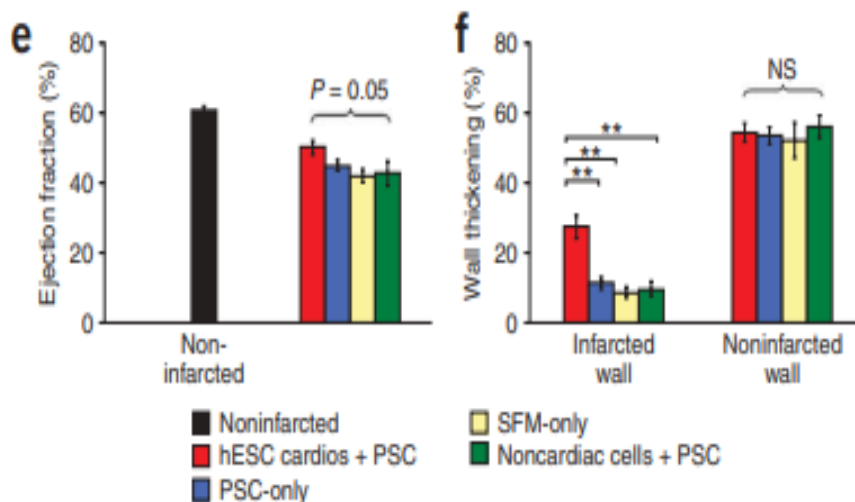 e
Ejection fraction (%)
80
60
40
20
0
P = 0.05
Non-
infarcted
f
Wall thickening (%)
80
60
40
20
0
**
**
**
NS
Infarcted
wall
Noninfarcted
wall
Noninfarcted
hESC cardios + PSC
PSC-only
SFM-only
Noncardiac cells + PSC